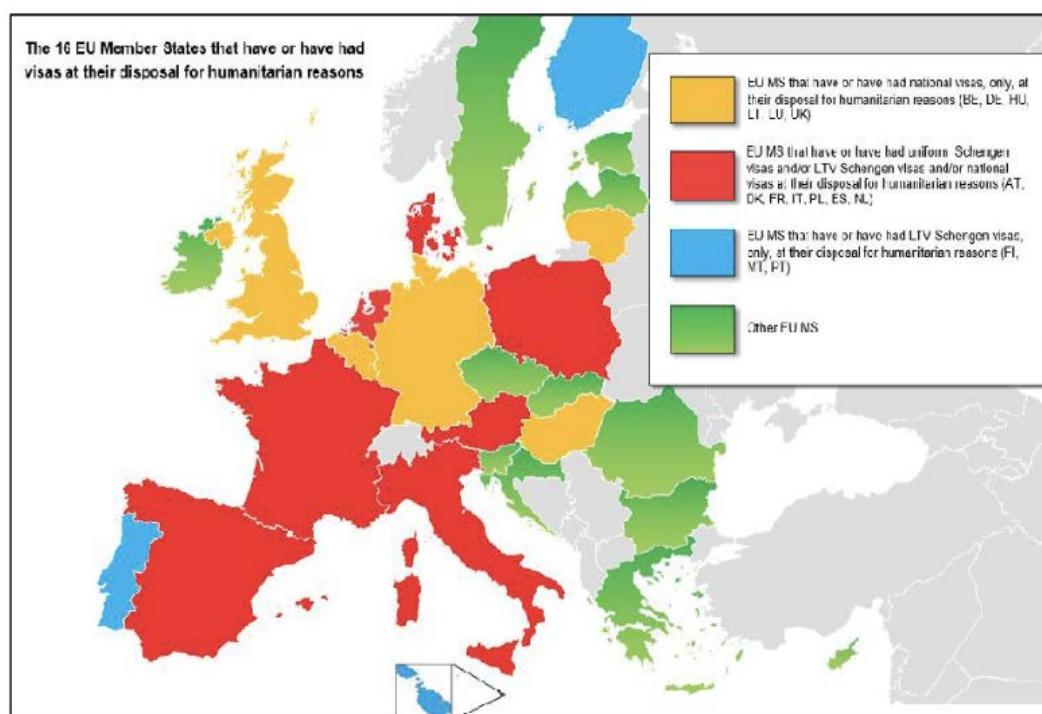 The 16 EU Member States that have or have had
visas at their disposal for humanitarian reasons
EU MS that have or have had national visas, only, at
their disposal for humanitarian reasons (BE, DE, HU,
LT, LU, UK)
EU MS that have or have had uniform Schengen
visas and/or LTV Schengen visas and/or national
visas at their disposal for humanitarian reasons (AT,
DK, FR, IT, PL, ES, NL)
EU MS that have or have had LTV Schengen visas,
only, at their disposal for humanitarian reasons (FI,
MT, PT)
Other EU MS